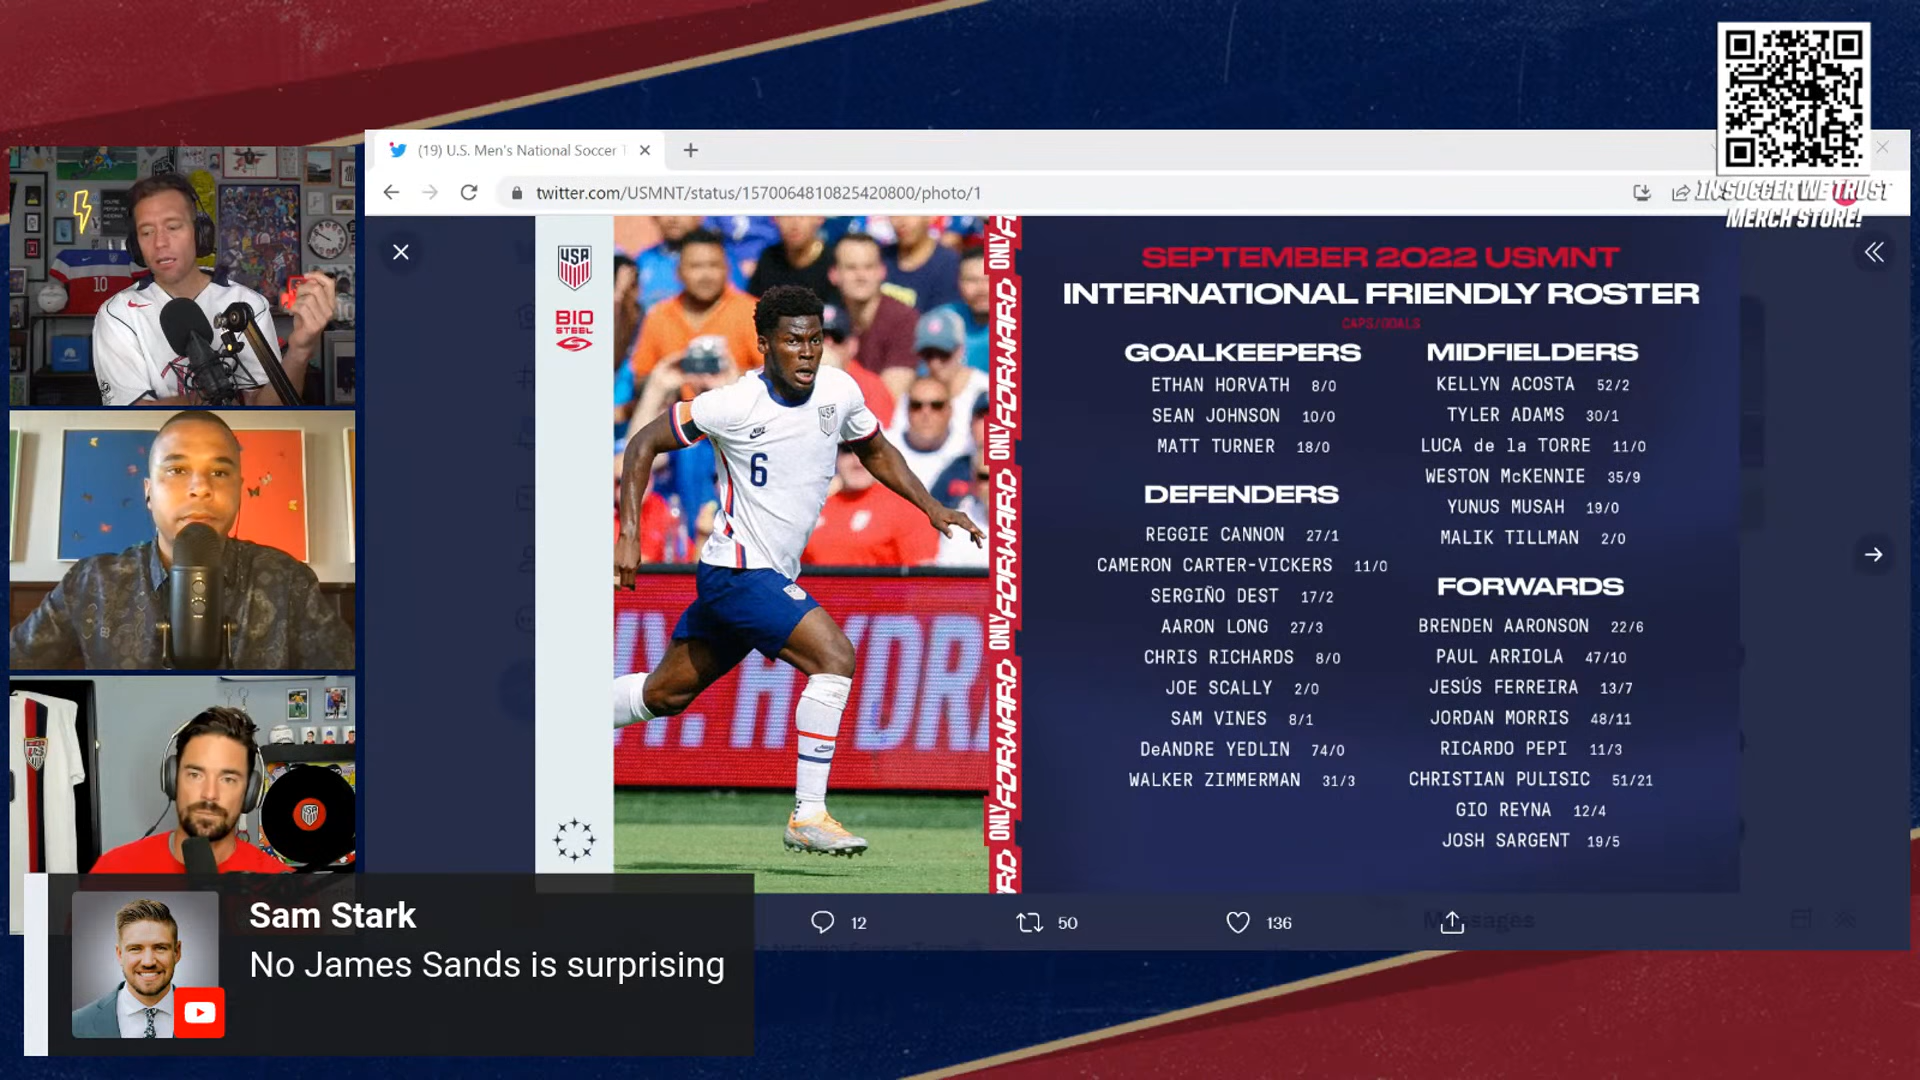 (19) U.S. Men's National Soccer T
twitter.com/USMNT/status/1570064810825420800/photo/1
IN SOCCER WE TRUST
MERCH STORE!
USA
BIO
STEEL
ONLY FORWARD
ONLY FORWARD
ONLY FORWARD
USA
6
10
SEPTEMBER 2022 USMNT
INTERNATIONAL FRIENDLY ROSTER
CAPS/GOALS
GOALKEEPERS
ETHAN HORVATH 8/0
SEAN JOHNSON 10/0
MATT TURNER 18/0
DEFENDERS
REGGIE CANNON 27/1
CAMERON CARTER-VICKERS 11/0
SERGIÑO DEST 17/2
AARON LONG 27/3
CHRIS RICHARDS 8/0
JOE SCALLY 2/0
SAM VINES 8/1
DeANDRE YEDLIN 74/0
WALKER ZIMMERMAN 31/3
MIDFIELDERS
KELLYN ACOSTA 52/2
TYLER ADAMS 30/1
LUCA de la TORRE 11/0
WESTON McKENNIE 35/9
YUNUS MUSAH 19/0
MALIK TILLMAN 2/0
FORWARDS
BRENDEN AARONSON 22/6
PAUL ARRIOLA 47/10
JESÚS FERREIRA 13/7
JORDAN MORRIS 48/11
RICARDO PEPI 11/3
CHRISTIAN PULISIC 51/21
GIO REYNA 12/4
JOSH SARGENT 19/5
12
50
136
Messages
Sam Stark
No James Sands is surprising